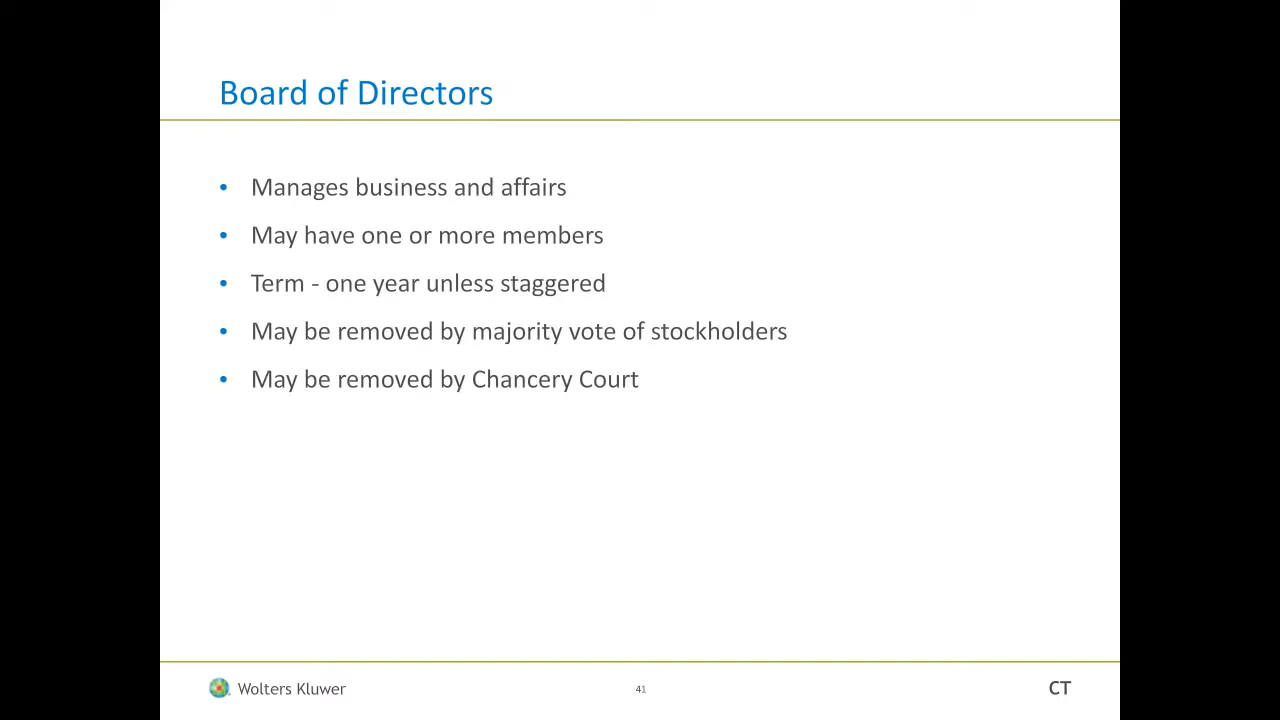 Board of Directors
• Manages business and affairs
• May have one or more members
• Term - one year unless staggered
• May be removed by majority vote of stockholders
• May be removed by Chancery Court
Wolters Kluwer
41
CT